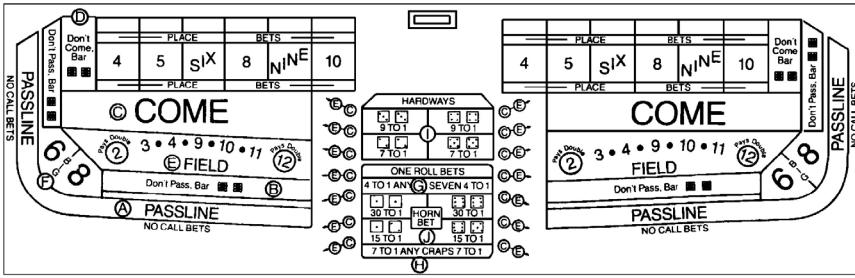 D
Don't Pass, Bar
Don't Come, Bar
PLACE BETS
4 5 SIX 8 NINE 10
PLACE BETS
C COME
PASSLINE
NO CALL BETS
Pays Double
2
3 • 4 • 9 • 10 • 11
Pays Double
12
E FIELD
6 8
BIG
F
Don't Pass, Bar
B
A PASSLINE
NO CALL BETS
E C
E C
E C
E C
E C
E C
E C
E C
HARDWAYS
9 TO 1 9 TO 1
I
7 TO 1 7 TO 1
ONE ROLL BETS
4 TO 1 ANY G SEVEN 4 TO 1
30 TO 1 HORN BET 30 TO 1
15 TO 1 J 15 TO 1
7 TO 1 ANY CRAPS 7 TO 1
H
C E
C E
C E
C E
C E
C E
C E
C E
PLACE BETS
4 5 SIX 8 NINE 10
PLACE BETS
Don't Come, Bar
Don't Pass, Bar
COME
PASSLINE
NO CALL BETS
Pays Double
2
3 • 4 • 9 • 10 • 11
Pays Double
12
FIELD
6 8
BIG
Don't Pass, Bar
PASSLINE
NO CALL BETS